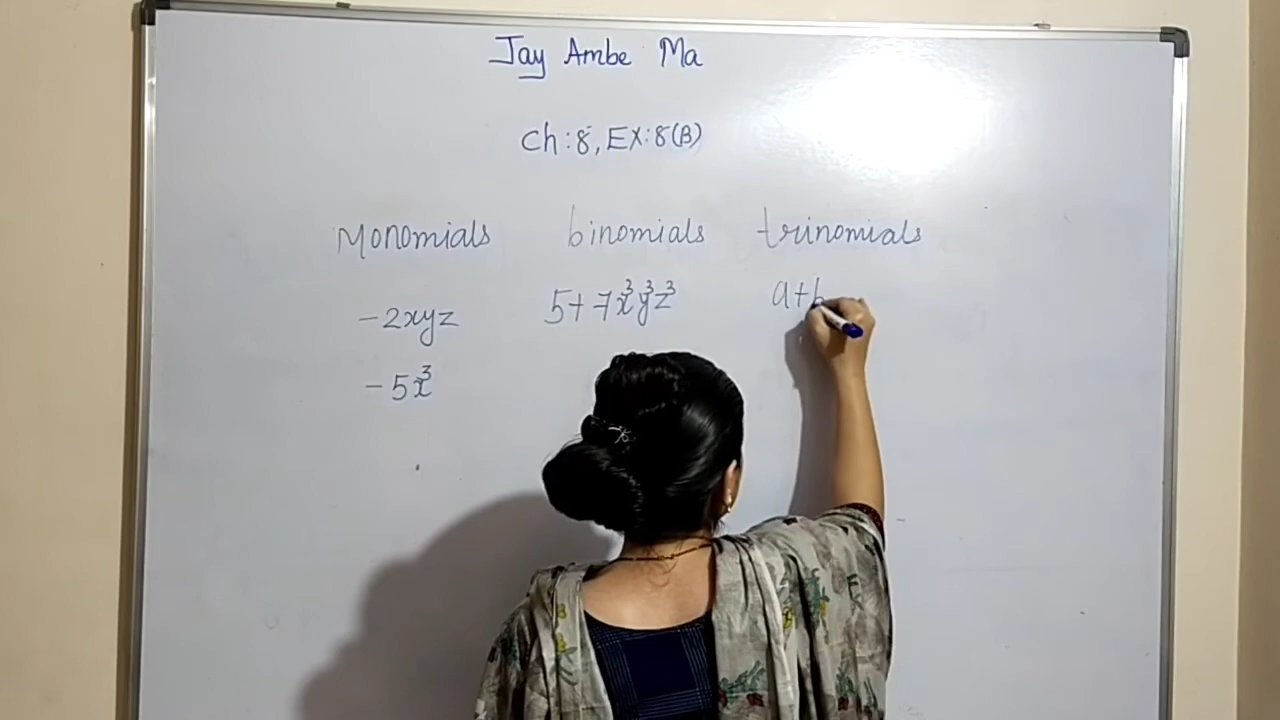 Jay Ambe Ma
Ch:8, EX:8(B)
Monomials binomials trinomials
-2xyz 5+7x³y³z³ a+b
-5x³